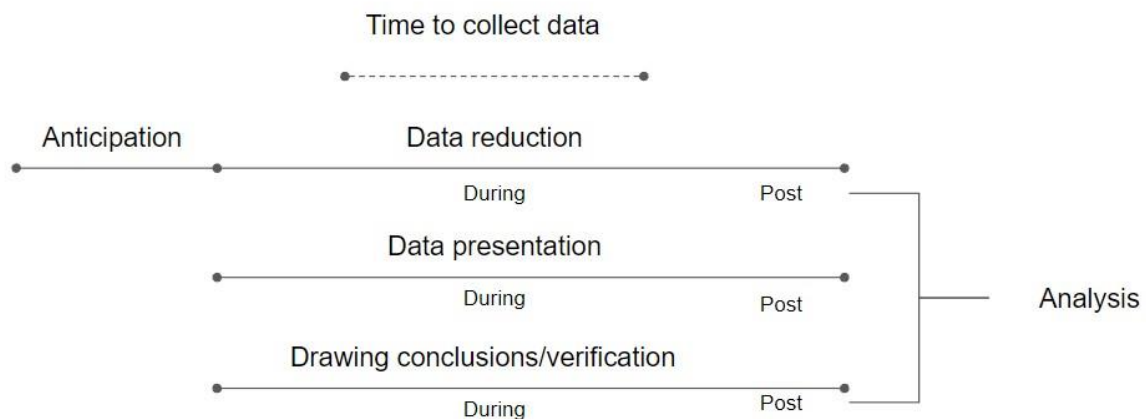 Time to collect data
Anticipation
Data reduction
During
Post
Data presentation
During
Post
Analysis
Drawing conclusions/verification
During
Post